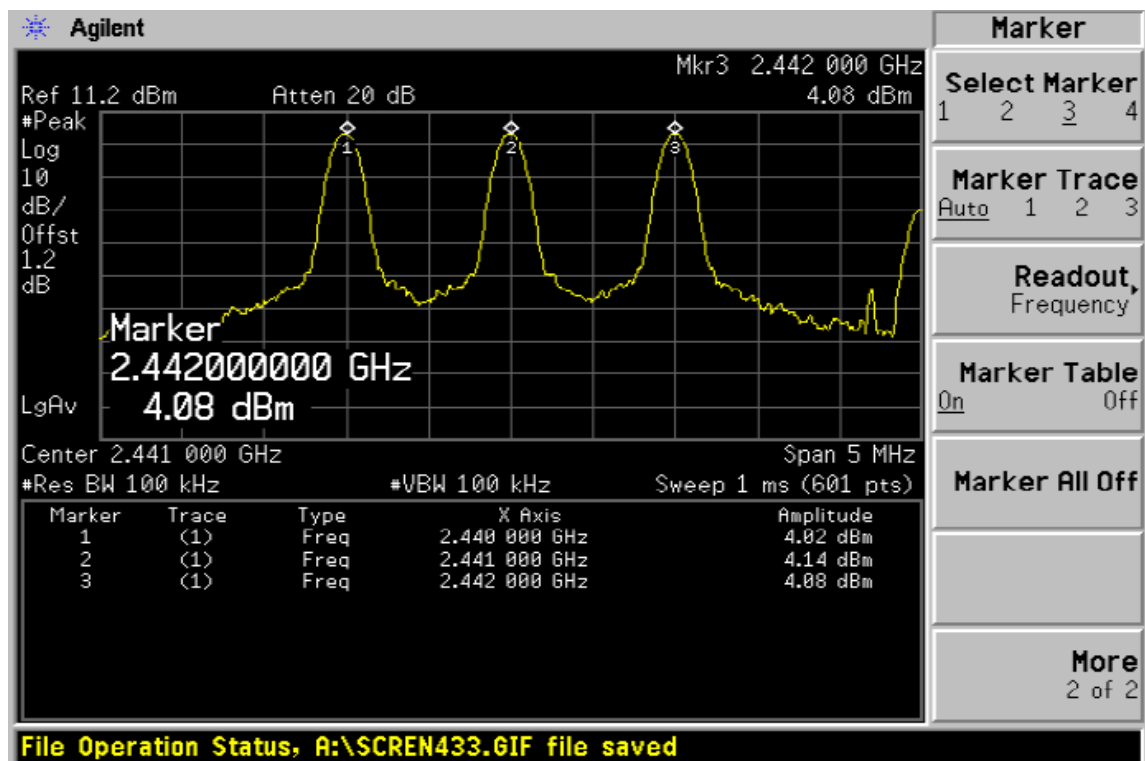 Agilent
Marker
Mkr3 2.442 000 GHz
Ref 11.2 dBm Atten 20 dB 4.08 dBm
#Peak
Log
10
dB/
Offst
1.2
dB
1 2 3
Marker
2.442000000 GHz
4.08 dBm
LgAv
Center 2.441 000 GHz Span 5 MHz
#Res BW 100 kHz #VBW 100 kHz Sweep 1 ms (601 pts)
Marker Trace Type X Axis Amplitude
1 (1) Freq 2.440 000 GHz 4.02 dBm
2 (1) Freq 2.441 000 GHz 4.14 dBm
3 (1) Freq 2.442 000 GHz 4.08 dBm
Select Marker
1 2 3 4
Marker Trace
Auto 1 2 3
Readout
Frequency
Marker Table
On Off
Marker All Off
More
2 of 2
File Operation Status, A:\SCREN433.GIF file saved